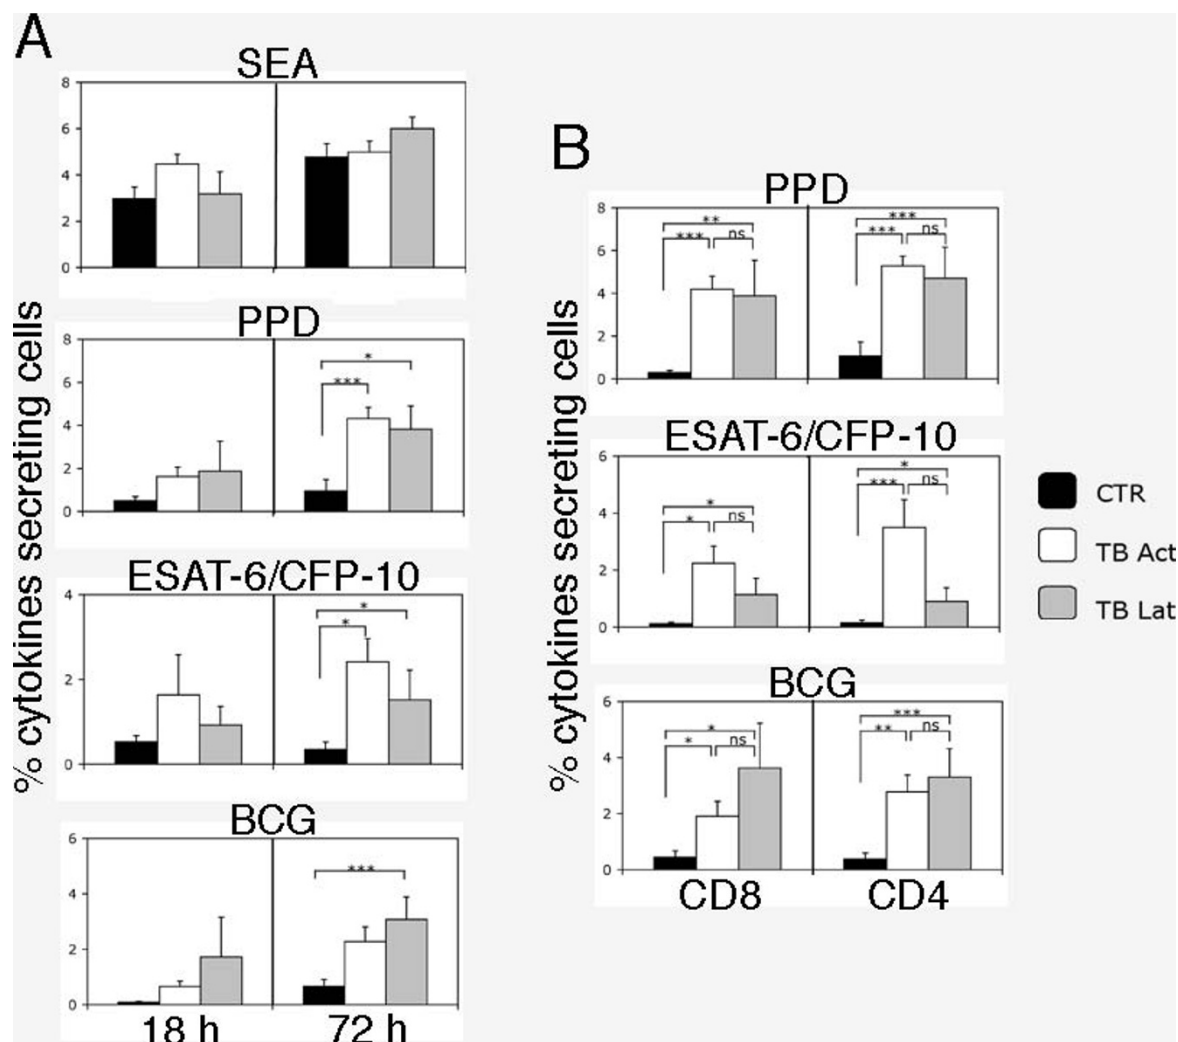 A
SEA
8
6
4
2
0
PPD
8
6
4
2
0
*
***
ESAT-6/CFP-10
4
2
0
*
*
BCG
6
4
2
0
***
18 h
72 h
% cytokines secreting cells
B
PPD
8
6
4
2
0
**
***
ns
***
***
ns
ESAT-6/CFP-10
6
4
2
0
*
*
ns
*
***
ns
BCG
6
4
2
0
*
*
ns
***
**
ns
CD8
CD4
% cytokines secreting cells
CTR
TB Act
TB Lat